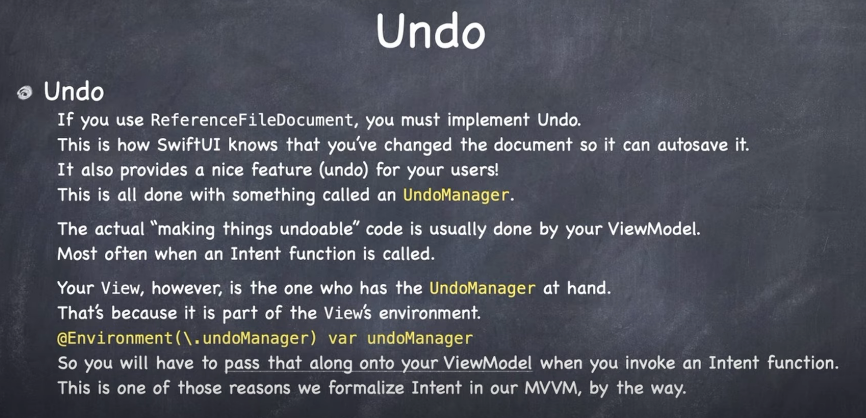 Undo
Undo
If you use ReferenceFileDocument, you must implement Undo.
This is how SwiftUI knows that you've changed the document so it can autosave it.
It also provides a nice feature (undo) for your users!
This is all done with something called an UndoManager.
The actual “making things undoable” code is usually done by your ViewModel.
Most often when an Intent function is called.
Your View, however, is the one who has the UndoManager at hand.
That's because it is part of the View's environment.
@Environment(\.undoManager) var undoManager
So you will have to pass that along onto your ViewModel when you invoke an Intent function.
This is one of those reasons we formalize Intent in our MVVM, by the way.